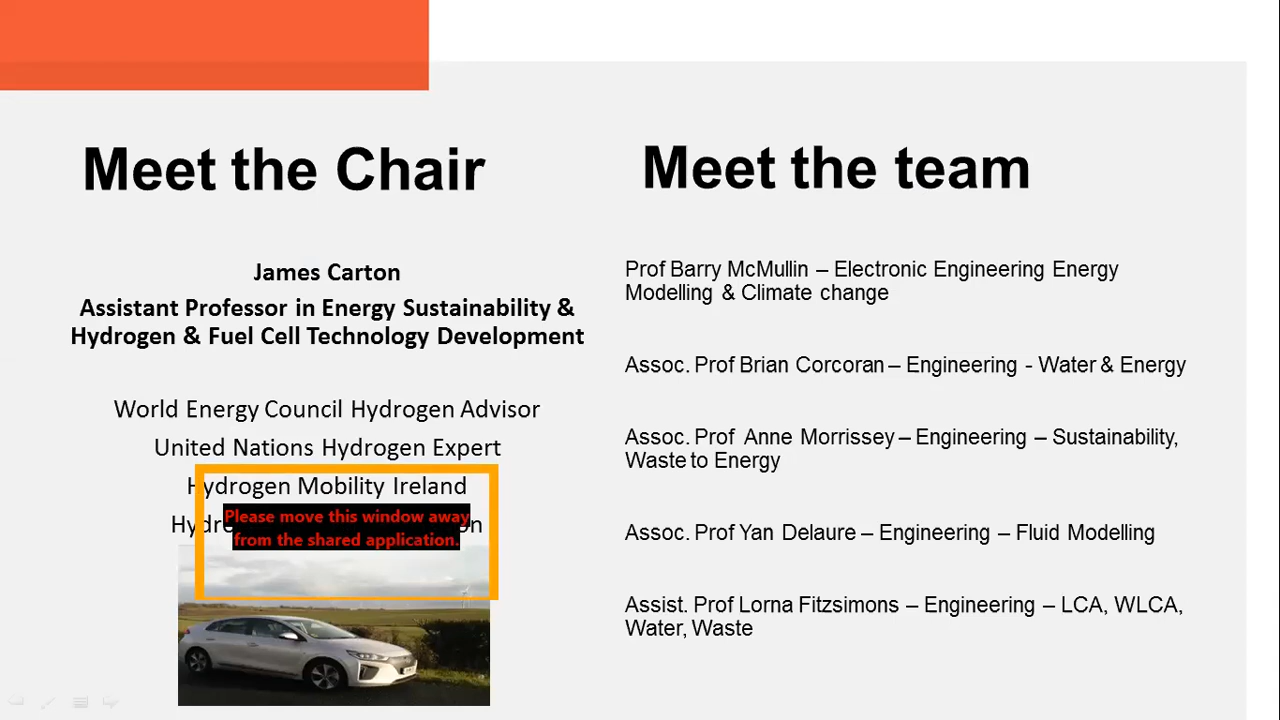 Meet the Chair
James Carton
Assistant Professor in Energy Sustainability &
Hydrogen & Fuel Cell Technology Development
World Energy Council Hydrogen Advisor
United Nations Hydrogen Expert
Hydrogen Mobility Ireland
Please move this window away
from the shared application.
Meet the team
Prof Barry McMullin – Electronic Engineering Energy
Modelling & Climate change
Assoc. Prof Brian Corcoran – Engineering - Water & Energy
Assoc. Prof Anne Morrissey – Engineering – Sustainability,
Waste to Energy
Assoc. Prof Yan Delaure – Engineering – Fluid Modelling
Assist. Prof Lorna Fitzsimons – Engineering – LCA, WLCA,
Water, Waste